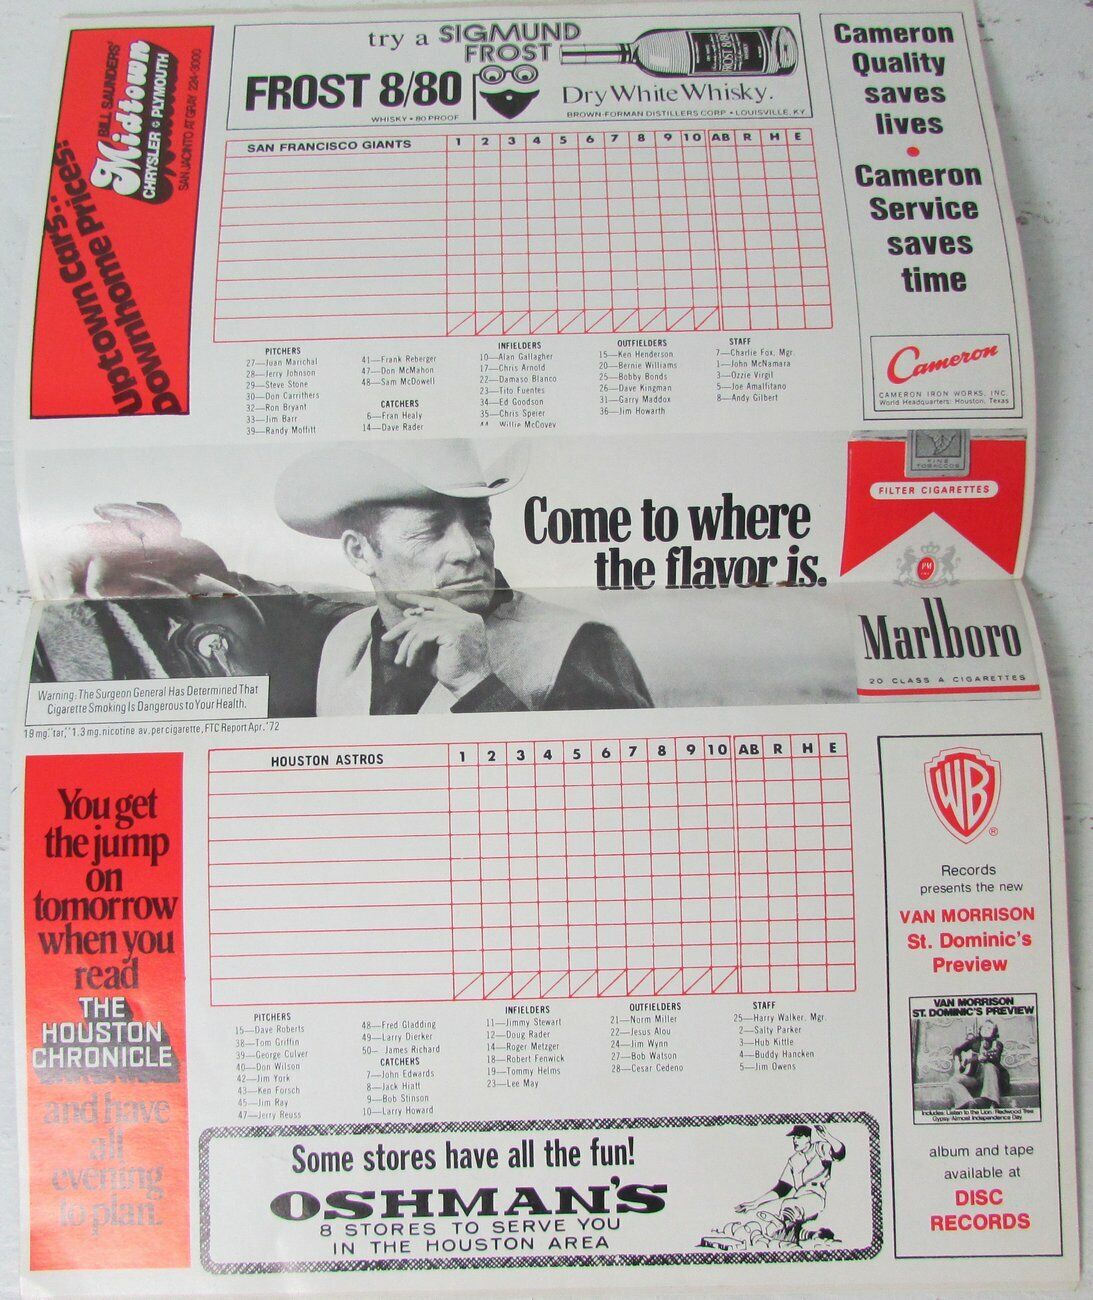 BILL SAUNDERS'
Midtown
CHRYSLER PLYMOUTH
SAN JACINTO AT GRAY 224-3000
Uptown Cars...
Downhome Prices!
try a SIGMUND
FROST
FROST 8/80
WHISKY • 80 PROOF
Dry White Whisky.
BROWN-FORMAN DISTILLERS CORP • LOUISVILLE, KY
FROST 8/80
Cameron
Quality
saves
lives
•
Cameron
Service
saves
time
Cameron
CAMERON IRON WORKS, INC.
World Headquarters: Houston, Texas
SAN FRANCISCO GIANTS 1 2 3 4 5 6 7 8 9 10 AB R H E
PITCHERS
27—Juan Marichal
28—Jerry Johnson
29—Steve Stone
30—Don Carrithers
32—Ron Bryant
33—Jim Barr
39—Randy Moffitt
41—Frank Reberger
47—Don McMahon
48—Sam McDowell
CATCHERS
6—Fran Healy
14—Dave Rader
INFIELDERS
10—Alan Gallagher
17—Chris Arnold
22—Damaso Blanco
23—Tito Fuentes
34—Ed Goodson
35—Chris Speier
44—Willie McCovey
OUTFIELDERS
15—Ken Henderson
20—Bernie Williams
25—Bobby Bonds
26—Dave Kingman
31—Garry Maddox
36—Jim Howarth
STAFF
7—Charlie Fox, Mgr.
1—John McNamara
3—Ozzie Virgil
5—Joe Amalfitano
8—Andy Gilbert
Come to where
the flavor is.
FINE
TOBACCOS
FILTER CIGARETTES
PM
Marlboro
20 CLASS A CIGARETTES
Warning: The Surgeon General Has Determined That
Cigarette Smoking Is Dangerous to Your Health.
19 mg. "tar," 1.3 mg. nicotine av. per cigarette, FTC Report Apr. '72
You get
the jump
on
tomorrow
when you
read
THE
HOUSTON
CHRONICLE
and have
all
evening
to plan.
HOUSTON ASTROS 1 2 3 4 5 6 7 8 9 10 AB R H E
PITCHERS
15—Dave Roberts
38—Tom Griffin
39—George Culver
40—Don Wilson
42—Jim York
43—Ken Forsch
45—Jim Ray
47—Jerry Reuss
48—Fred Gladding
49—Larry Dierker
50— James Richard
CATCHERS
7—John Edwards
8—Jack Hiatt
9—Bob Stinson
10—Larry Howard
INFIELDERS
11—Jimmy Stewart
12—Doug Rader
14—Roger Metzger
18—Robert Fenwick
19—Tommy Helms
23—Lee May
OUTFIELDERS
21—Norm Miller
22—Jesus Alou
24—Jim Wynn
27—Bob Watson
28—Cesar Cedeno
STAFF
25—Harry Walker, Mgr.
2—Salty Parker
3—Hub Kittle
4—Buddy Hancken
5—Jim Owens
WB
®
Records
presents the new
VAN MORRISON
St. Dominic's
Preview
VAN MORRISON
ST. DOMINIC'S PREVIEW
Includes: Listen to the Lion / Redwood Tree
Gypsy / Almost Independence Day
album and tape
available at
DISC
RECORDS
Some stores have all the fun!
OSHMAN'S
8 STORES TO SERVE YOU
IN THE HOUSTON AREA